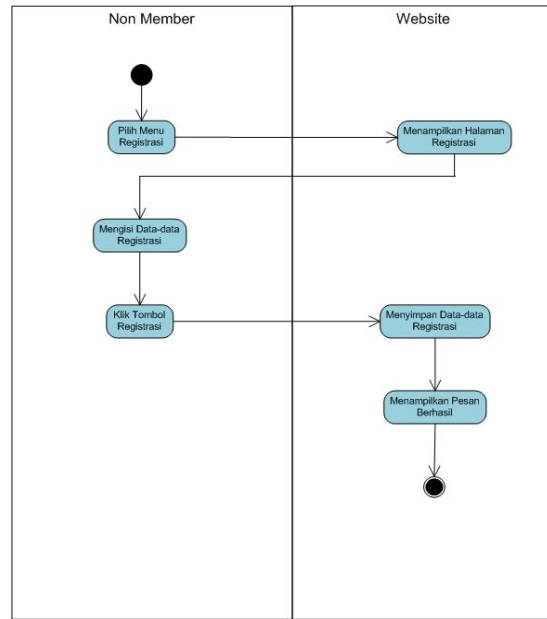 Non Member
Website
Pilih Menu
Registrasi
Menampilkan Halaman
Registrasi
Mengisi Data-data
Registrasi
Klik Tombol
Registrasi
Menyimpan Data-data
Registrasi
Menampilkan Pesan
Berhasil